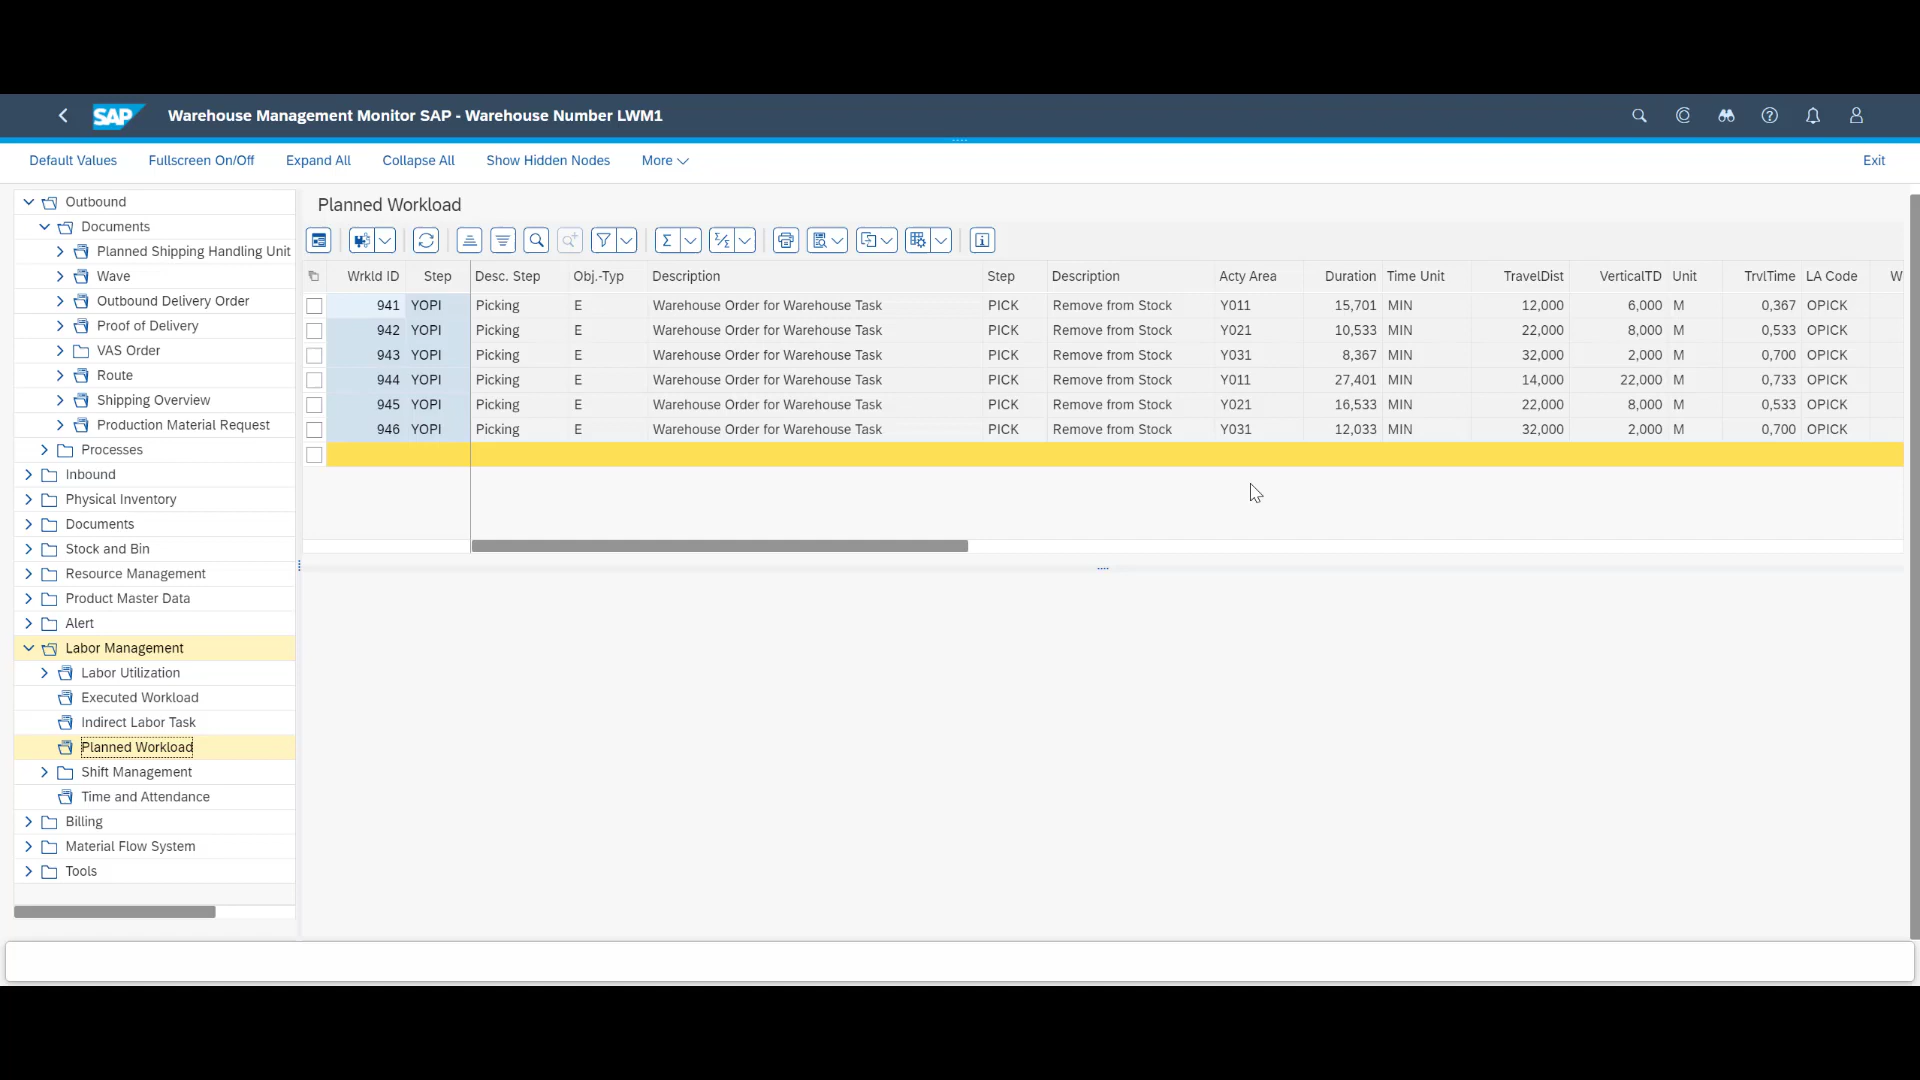 SAP Warehouse Management Monitor SAP - Warehouse Number LWM1
Default Values Fullscreen On/Off Expand All Collapse All Show Hidden Nodes More Exit
Outbound
Documents
Planned Shipping Handling Unit
Wave
Outbound Delivery Order
Proof of Delivery
VAS Order
Route
Shipping Overview
Production Material Request
Processes
Inbound
Physical Inventory
Documents
Stock and Bin
Resource Management
Product Master Data
Alert
Labor Management
Labor Utilization
Executed Workload
Indirect Labor Task
Planned Workload
Shift Management
Time and Attendance
Billing
Material Flow System
Tools
Planned Workload
Wrkld ID Step Desc. Step Obj.-Typ Description Step Description Acty Area Duration Time Unit TravelDist VerticalTD Unit TrvlTime LA Code W
941 YOPI Picking E Warehouse Order for Warehouse Task PICK Remove from Stock Y011 15,701 MIN 12,000 6,000 M 0,367 OPICK
942 YOPI Picking E Warehouse Order for Warehouse Task PICK Remove from Stock Y021 10,533 MIN 22,000 8,000 M 0,533 OPICK
943 YOPI Picking E Warehouse Order for Warehouse Task PICK Remove from Stock Y031 8,367 MIN 32,000 2,000 M 0,700 OPICK
944 YOPI Picking E Warehouse Order for Warehouse Task PICK Remove from Stock Y011 27,401 MIN 14,000 22,000 M 0,733 OPICK
945 YOPI Picking E Warehouse Order for Warehouse Task PICK Remove from Stock Y021 16,533 MIN 22,000 8,000 M 0,533 OPICK
946 YOPI Picking E Warehouse Order for Warehouse Task PICK Remove from Stock Y031 12,033 MIN 32,000 2,000 M 0,700 OPICK